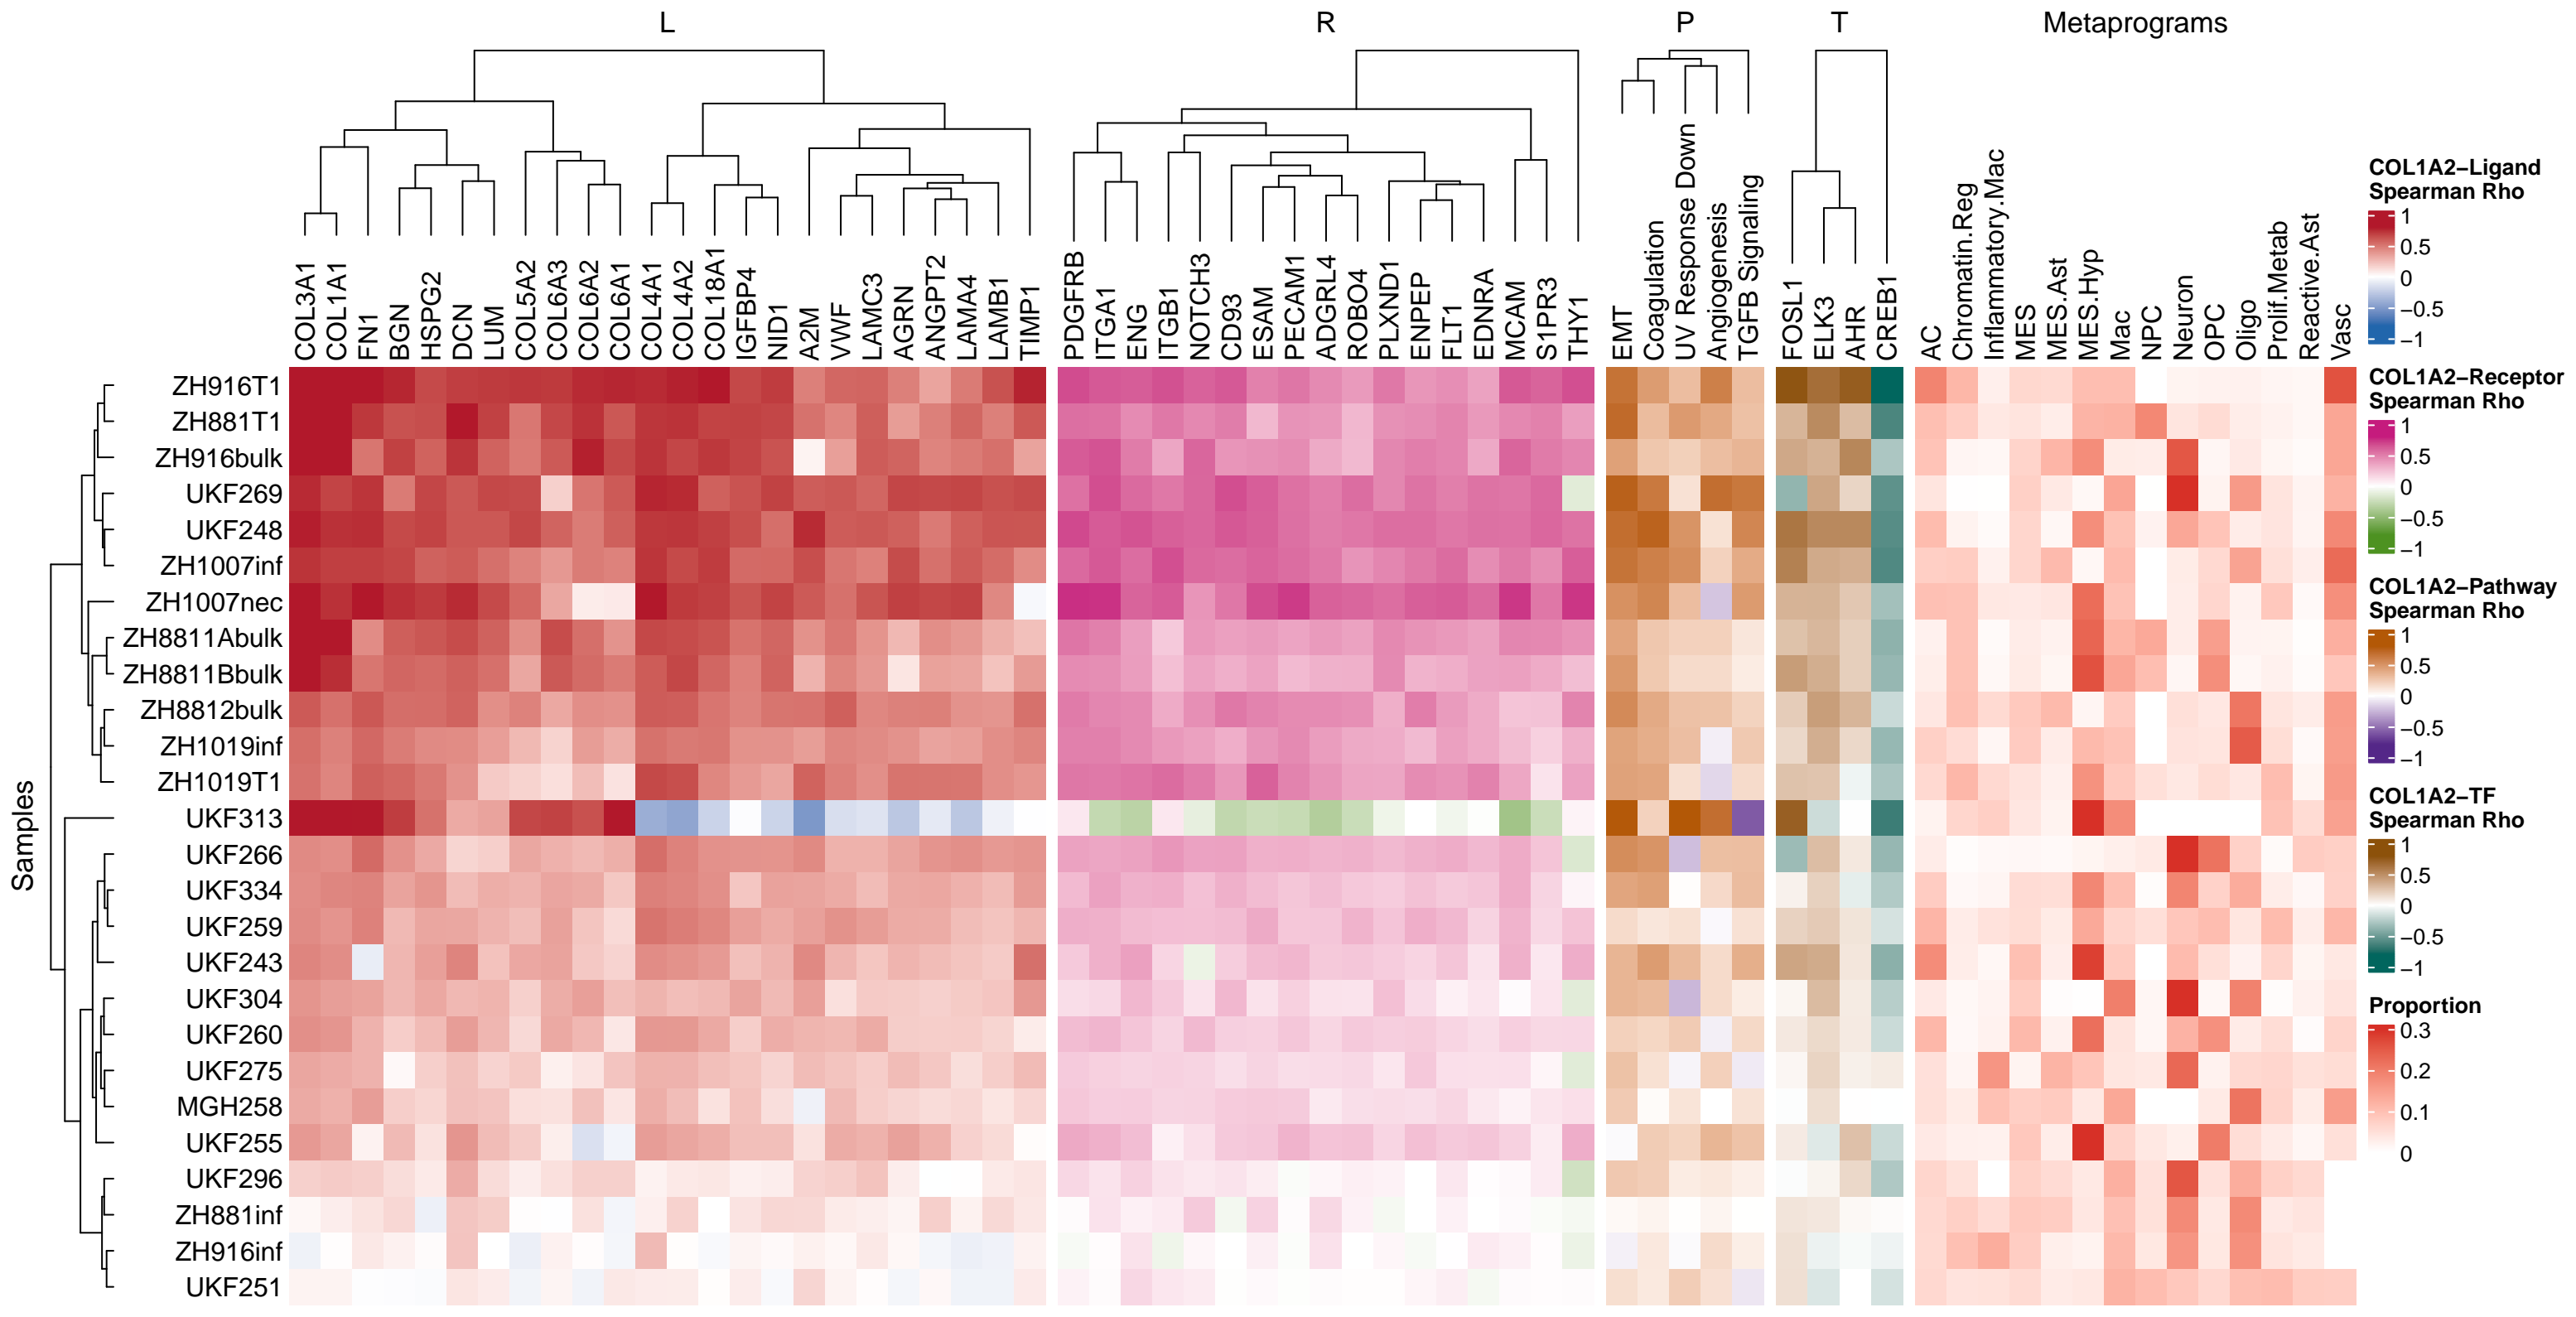 L
R
P
T
Metaprograms
COL3A1
COL1A1
FN1
BGN
HSPG2
DCN
LUM
COL5A2
COL6A3
COL6A2
COL6A1
COL4A1
COL4A2
COL18A1
IGFBP4
NID1
A2M
VWF
LAMC3
AGRN
ANGPT2
LAMA4
LAMB1
TIMP1
PDGFRB
ITGA1
ENG
ITGB1
NOTCH3
CD93
ESAM
PECAM1
ADGRL4
ROBO4
PLXND1
ENPEP
FLT1
EDNRA
MCAM
S1PR3
THY1
EMT
Coagulation
UV Response Down
Angiogenesis
TGFB Signaling
FOSL1
ELK3
AHR
CREB1
AC
Chromatin.Reg
Inflammatory.Mac
MES
MES.Ast
MES.Hyp
Mac
NPC
Neuron
OPC
Oligo
Prolif.Metab
Reactive.Ast
Vasc
Samples
ZH916T1
ZH881T1
ZH916bulk
UKF269
UKF248
ZH1007inf
ZH1007nec
ZH8811Abulk
ZH8811Bbulk
ZH8812bulk
ZH1019inf
ZH1019T1
UKF313
UKF266
UKF334
UKF259
UKF243
UKF304
UKF260
UKF275
MGH258
UKF255
UKF296
ZH881inf
ZH916inf
UKF251
COL1A2−Ligand
Spearman Rho
1
0.5
0
−0.5
−1
COL1A2−Receptor
Spearman Rho
1
0.5
0
−0.5
−1
COL1A2−Pathway
Spearman Rho
1
0.5
0
−0.5
−1
COL1A2−TF
Spearman Rho
1
0.5
0
−0.5
−1
Proportion
0.3
0.2
0.1
0